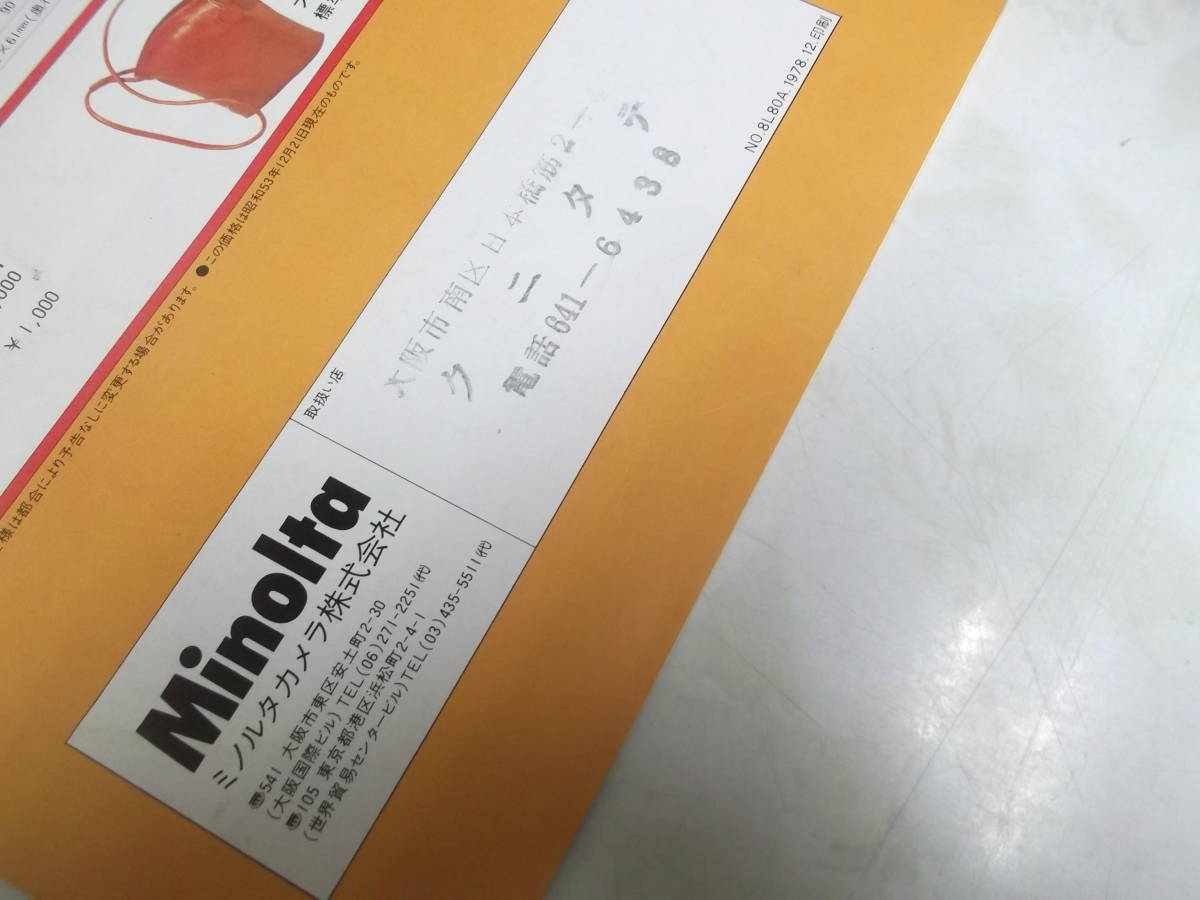 90
×61mm(奥行
標準
¥1,000
様は都合により予告なしに変更する場合があります。 ●この価格は昭和53年12月21日現在のものです。
取扱い店
大阪市南区日本橋筋2
クニタ
電話641-6438
NO.8L80A.1978.12.印刷
Minolta
ミノルタカメラ株式会社
〠541 大阪市東区安土町2-30
(大阪国際ビル) TEL(06)271-2251(代)
〠105 東京都港区浜松町2-4-1
(世界貿易センタービル) TEL(03)435-5511(代)